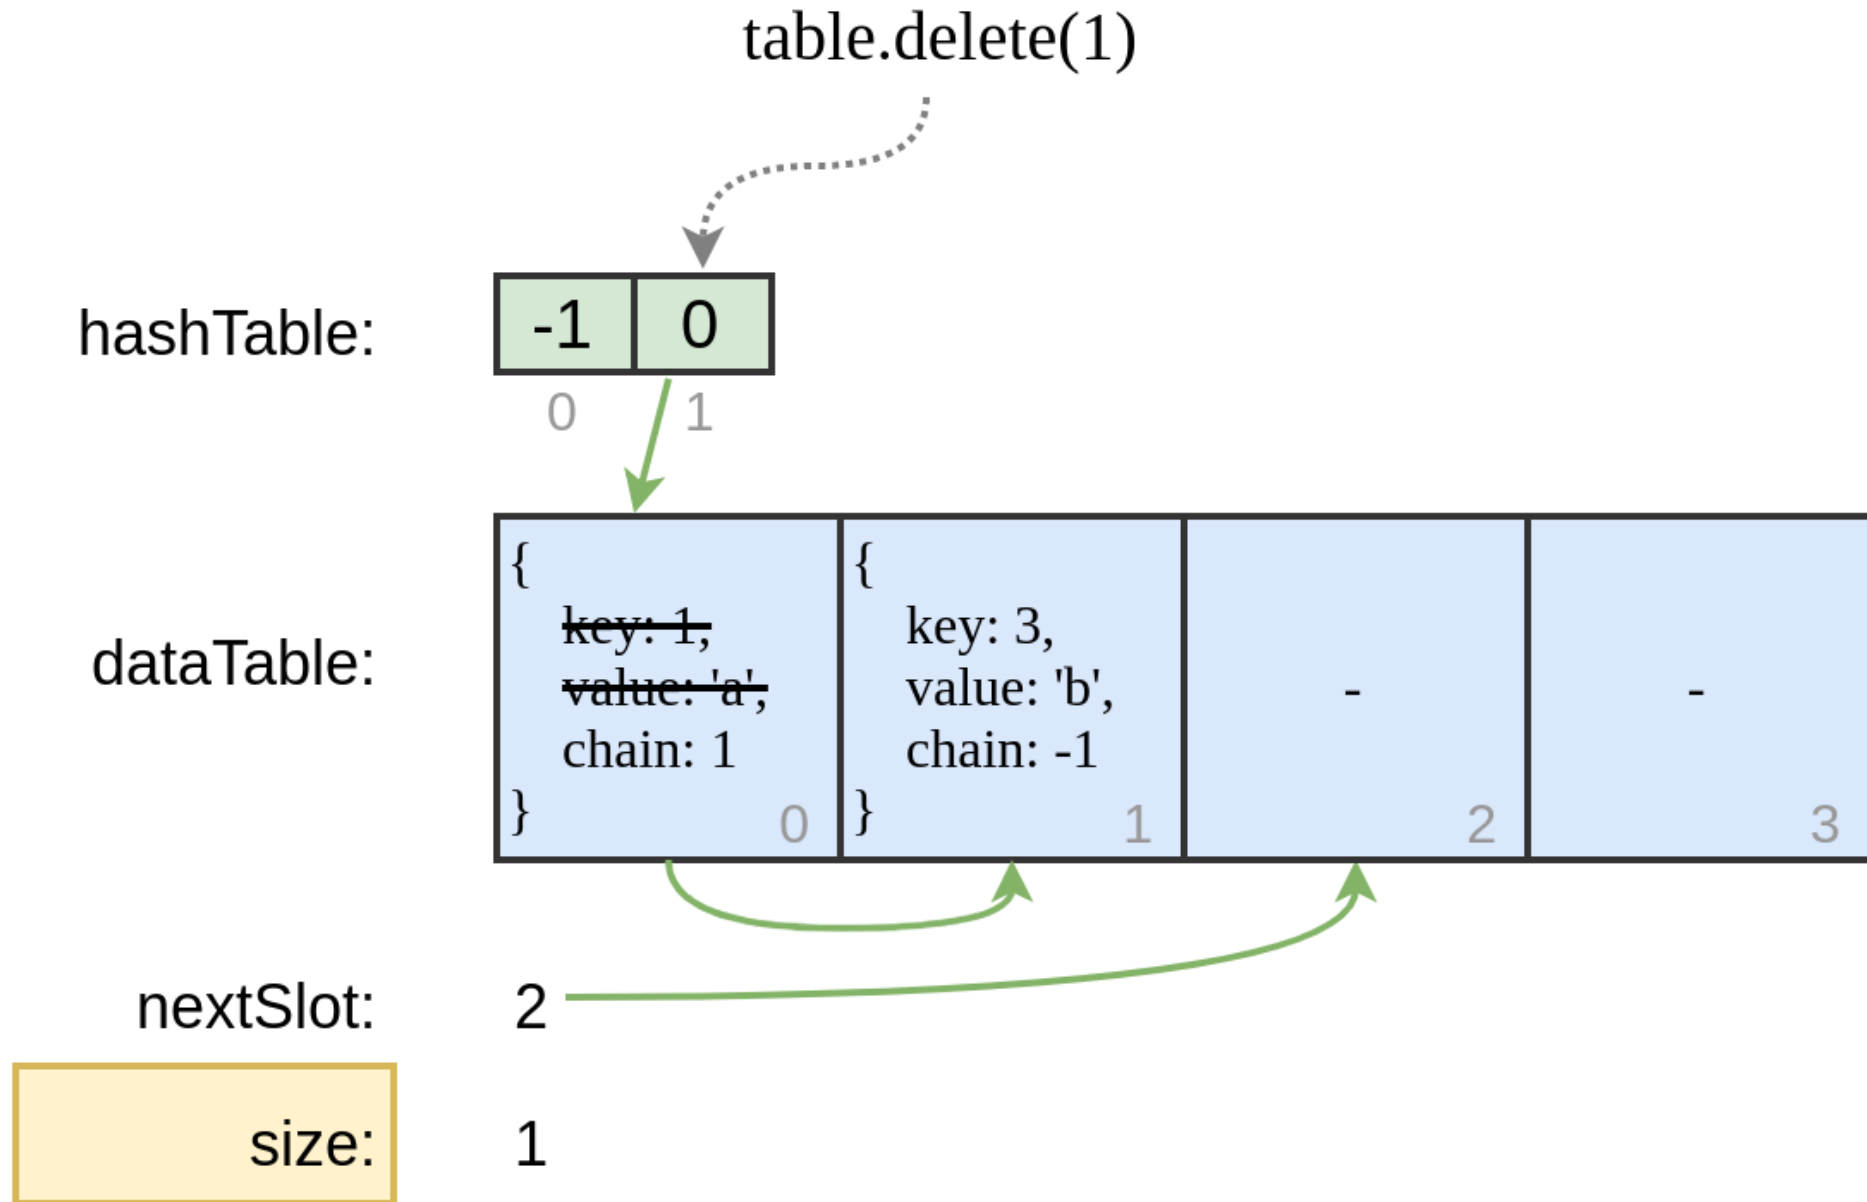 table.delete(1)
hashTable:
-1 0
0 1
dataTable:
{
key: 1,
value: 'a',
chain: 1
}
0
{
key: 3,
value: 'b',
chain: -1
}
1
-
2
-
3
nextSlot: 2
size: 1